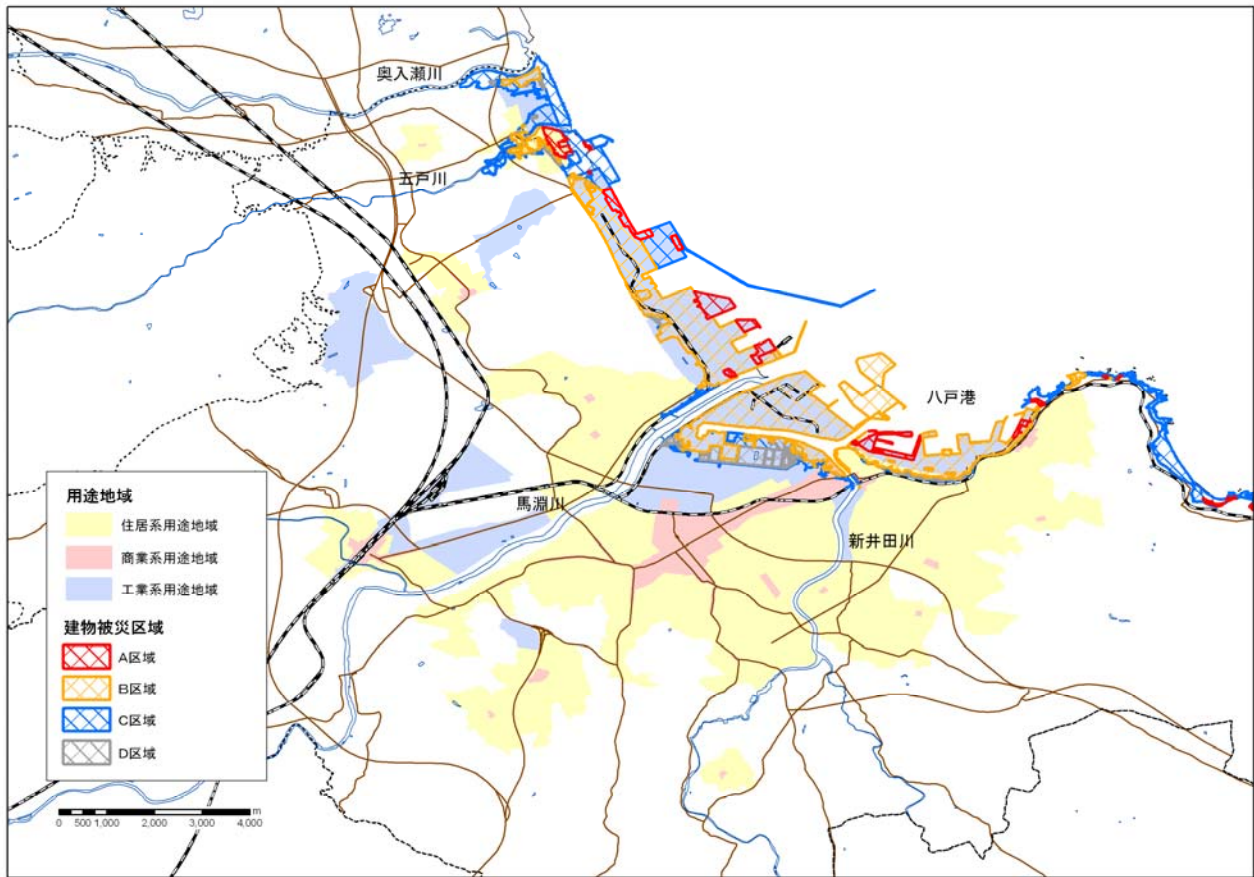 奥入瀬川
五戸川
八戸港
馬淵川
新井田川
用途地域
住居系用途地域
商業系用途地域
工業系用途地域
建物被災区域
A区域
B区域
C区域
D区域
m
0 500 1,000 2,000 3,000 4,000